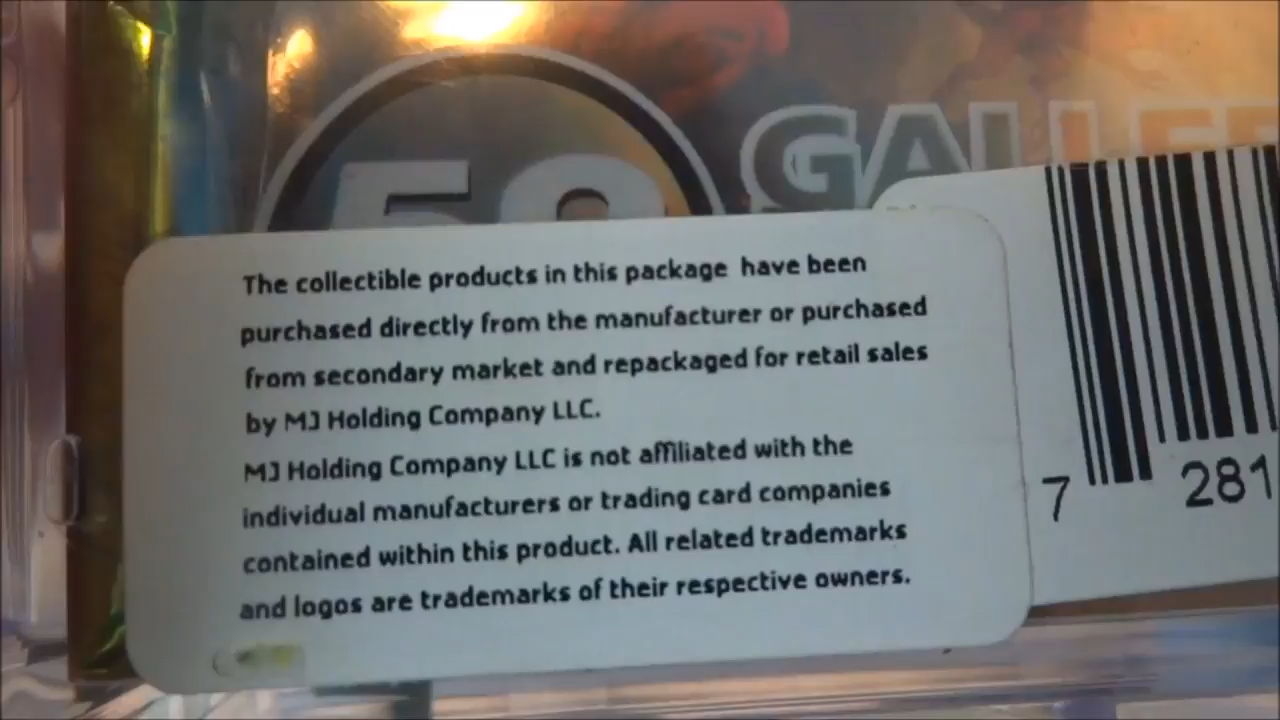 50
GALLE
The collectible products in this package have been
purchased directly from the manufacturer or purchased
from secondary market and repackaged for retail sales
by MJ Holding Company LLC.
MJ Holding Company LLC is not affiliated with the
individual manufacturers or trading card companies
contained within this product. All related trademarks
and logos are trademarks of their respective owners.
7 281